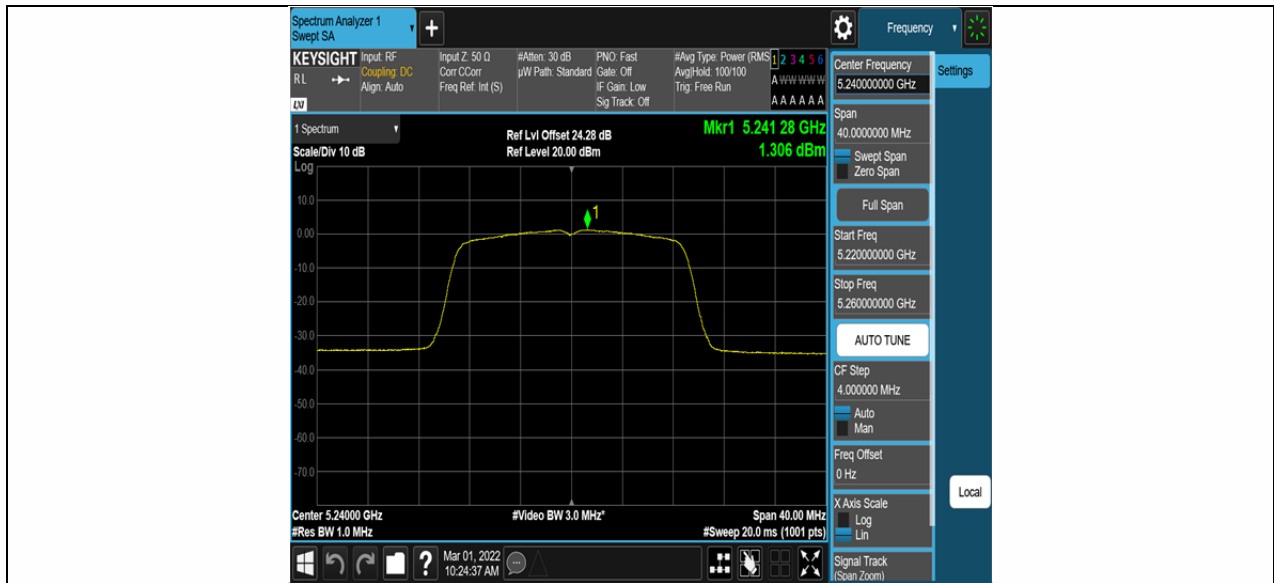 Spectrum Analyzer 1
Swept SA
+
Frequency
KEYSIGHT
RL
LXI
Input: RF
Coupling: DC
Align: Auto
Input Z: 50 Ω
Corr CCorr
Freq Ref: Int (S)
#Atten: 30 dB
µW Path: Standard
PNO: Fast
Gate: Off
IF Gain: Low
Sig Track: Off
#Avg Type: Power (RMS
Avg|Hold: 100/100
Trig: Free Run
1 2 3 4 5 6
A W W W W W
A A A A A A
1 Spectrum
Scale/Div 10 dB
Ref Lvl Offset 24.28 dB
Ref Level 20.00 dBm
Mkr1 5.241 28 GHz
1.306 dBm
Log
10.0
0.00
-10.0
-20.0
-30.0
-40.0
-50.0
-60.0
-70.0
1
Center 5.24000 GHz
#Res BW 1.0 MHz
#Video BW 3.0 MHz*
Span 40.00 MHz
#Sweep 20.0 ms (1001 pts)
?
Mar 01, 2022
10:24:37 AM
Center Frequency
5.240000000 GHz
Span
40.0000000 MHz
Swept Span
Zero Span
Full Span
Start Freq
5.220000000 GHz
Stop Freq
5.260000000 GHz
AUTO TUNE
CF Step
4.000000 MHz
Auto
Man
Freq Offset
0 Hz
X Axis Scale
Log
Lin
Signal Track
(Span Zoom)
Settings
Local